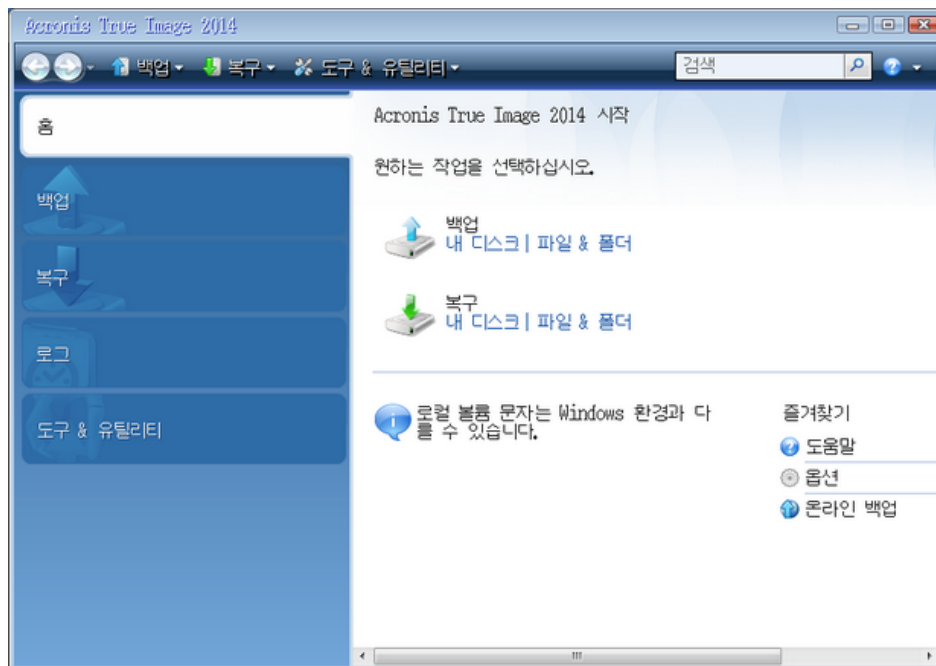 Acronis True Image 2014
백업 복구 도구 & 유틸리티 검색
홈
백업
복구
로그
도구 & 유틸리티
Acronis True Image 2014 시작
원하는 작업을 선택하십시오.
백업
내 디스크 | 파일 & 폴더
복구
내 디스크 | 파일 & 폴더
로컬 볼륨 문자는 Windows 환경과 다
를 수 있습니다.
즐겨찾기
도움말
옵션
온라인 백업